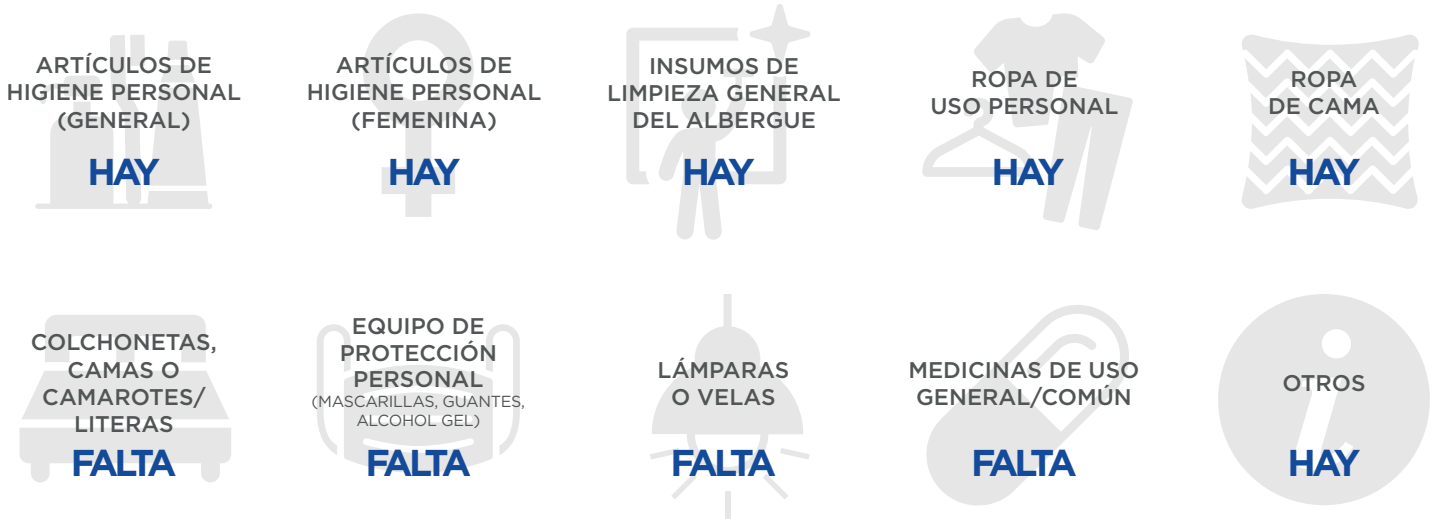 ARTÍCULOS DE
HIGIENE PERSONAL
(GENERAL)
HAY
ARTÍCULOS DE
HIGIENE PERSONAL
(FEMENINA)
HAY
INSUMOS DE
LIMPIEZA GENERAL
DEL ALBERGUE
HAY
ROPA DE
USO PERSONAL
HAY
ROPA
DE CAMA
HAY
COLCHONETAS,
CAMAS O
CAMAROTES/
LITERAS
FALTA
EQUIPO DE
PROTECCIÓN
PERSONAL
(MASCARILLAS, GUANTES,
ALCOHOL GEL)
FALTA
LÁMPARAS
O VELAS
FALTA
MEDICINAS DE USO
GENERAL/COMÚN
FALTA
OTROS
HAY